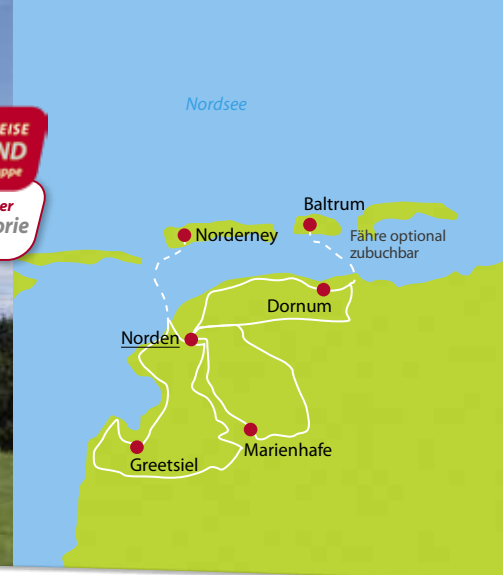 Nordsee
EISE
ND
ppe
er
orie
Baltrum
Norderney
Fähre optional
zubuchbar
Dornum
Norden
Marienhafe
Greetsiel